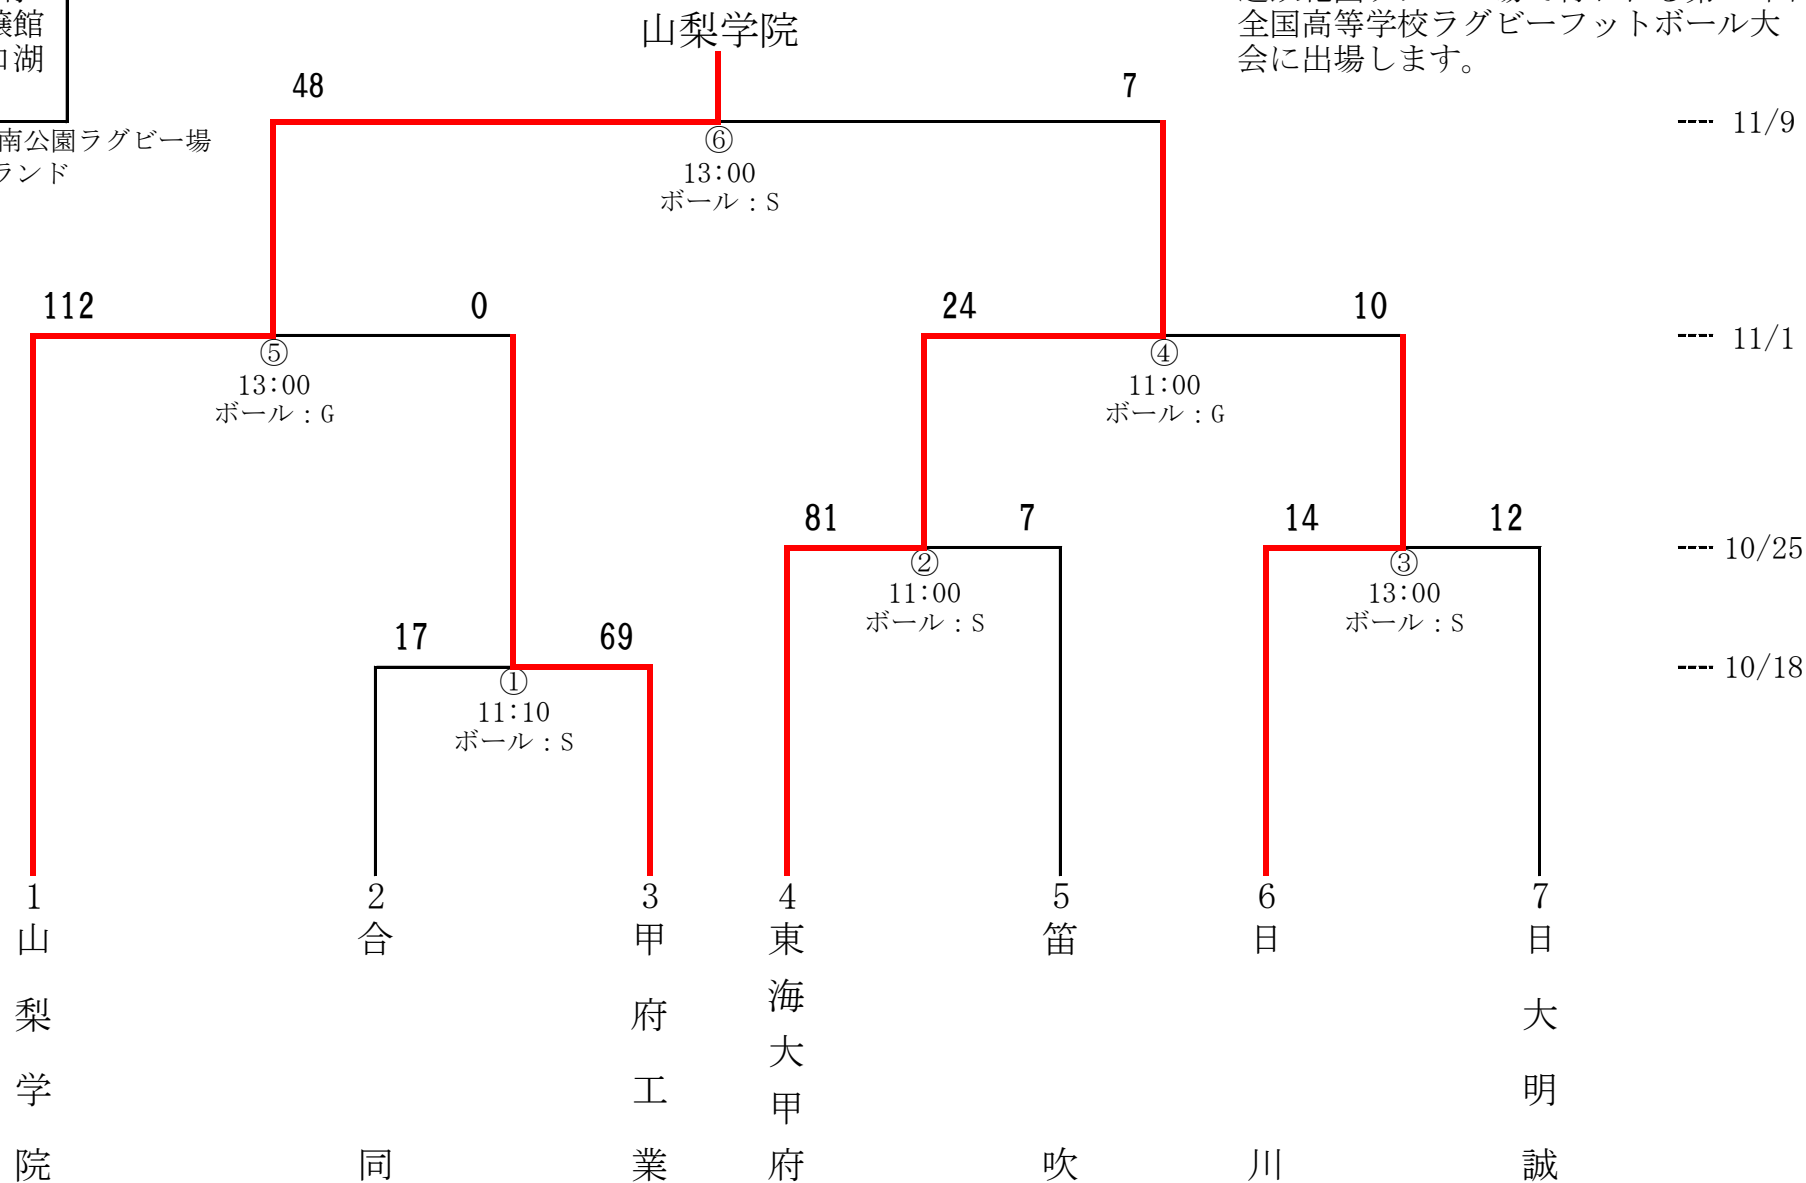 醸館
口湖
南公園ラグビー場
ランド
山梨学院
全国高等学校ラグビーフットボール大
会に出場します。
48
7
11/9
⑥
13:00
ボール：S
112
0
24
10
11/1
⑤
13:00
ボール：G
④
11:00
ボール：G
81
7
14
12
10/25
②
11:00
ボール：S
③
13:00
ボール：S
17
69
10/18
①
11:10
ボール：S
1
山梨学院
2
合同
3
甲府工業
4
東海大甲府
5
笛吹
6
日川
7
日大明誠